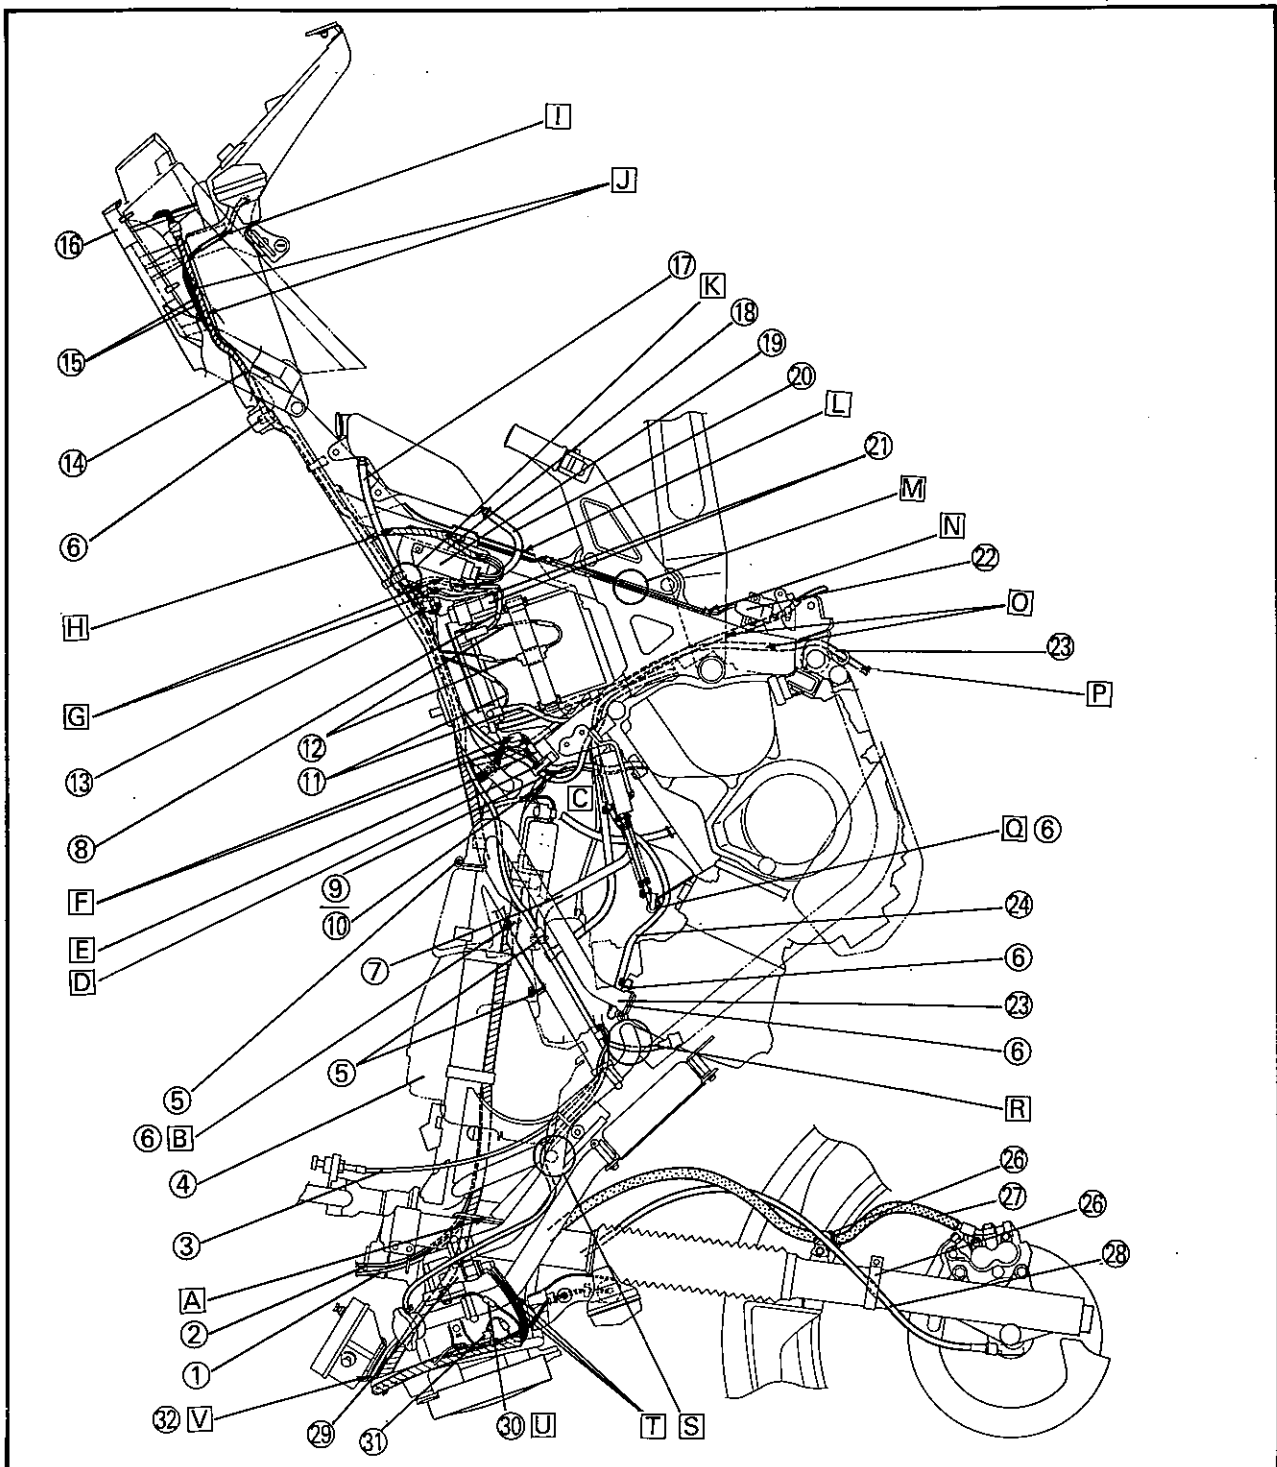 I
J
⑯
⑰
K
⑱
⑲
⑮
⑳
L
㉑
⑭
M
N
⑥
㉒
O
H
㉓
P
G
⑫
⑪
⑬
C
Q ⑥
⑧
⑨
⑩
F
㉔
E
⑦
⑥
D
㉓
⑥
⑤
⑤
R
⑥ B
④
㉖
㉗
㉖
③
㉘
A
②
①
㉜ V
㉙
㉛
㉚ U
T
S